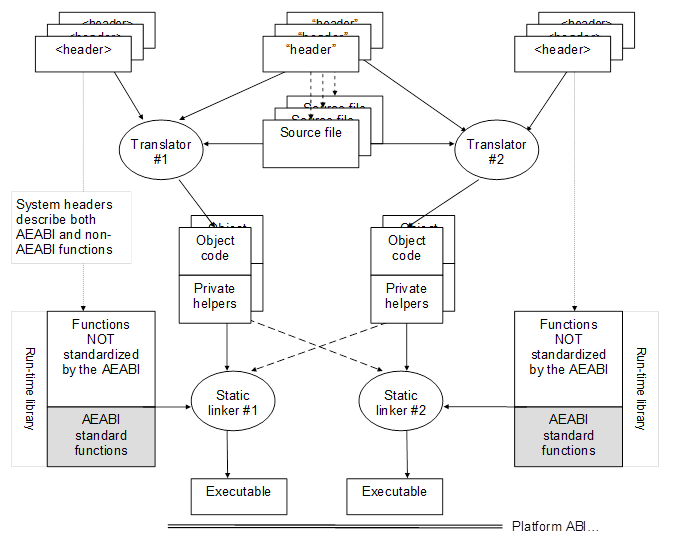 <header>
<header>
<header>
“header”
“header”
“header”
<header>
<header>
<header>
Source file
Source file
Source file
Translator
#1
Translator
#2
System headers
describe both
AEABI and non-
AEABI functions
Object
Object
code
Private
helpers
Object
Object
code
Private
helpers
Run-time library
Functions
NOT
standardized
by the AEABI
AEABI
standard
functions
Static
linker #1
Static
linker #2
Functions
NOT
standardized
by the AEABI
AEABI
standard
functions
Run-time library
Executable
Executable
Platform ABI…